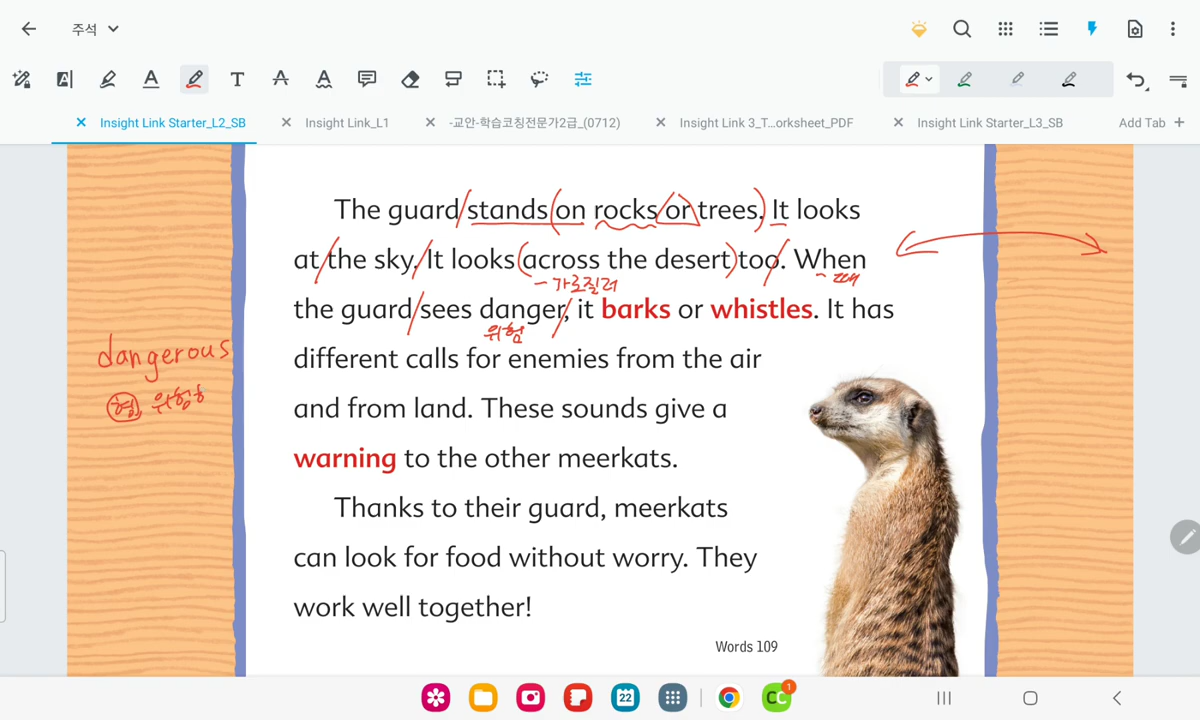 주석
Insight Link Starter_L2_SB
Insight Link_L1
-교안-학습코칭전문가2급_(0712)
Insight Link 3_T...orksheet_PDF
Insight Link Starter_L3_SB
Add Tab +
The guard stands on rocks or trees. It looks
at the sky. It looks across the desert too. When
~가로질러
때
the guard sees danger, it barks or whistles. It has
위험
dangerous
different calls for enemies from the air
형 위험한
and from land. These sounds give a
warning to the other meerkats.
Thanks to their guard, meerkats
can look for food without worry. They
work well together!
Words 109
22
CC
1